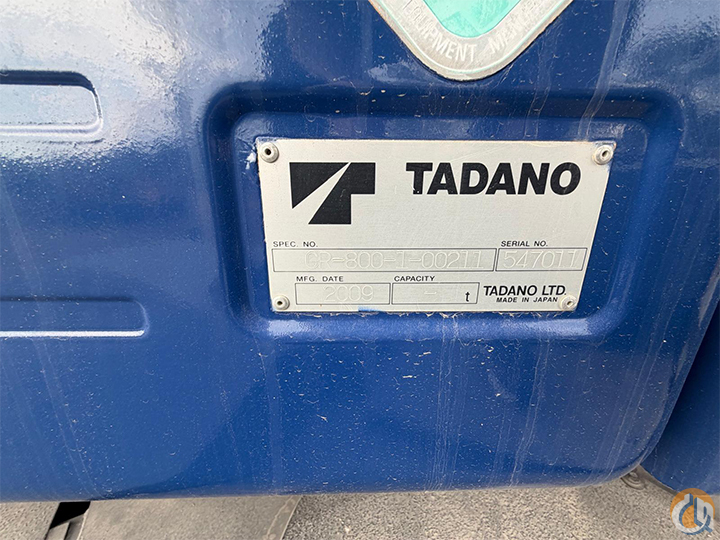 EQUIPMENT
TADANO
SPEC. NO.
SERIAL NO.
GR-800-1-00211
547011
MFG. DATE
CAPACITY
2009
-
t
TADANO LTD.
MADE IN JAPAN